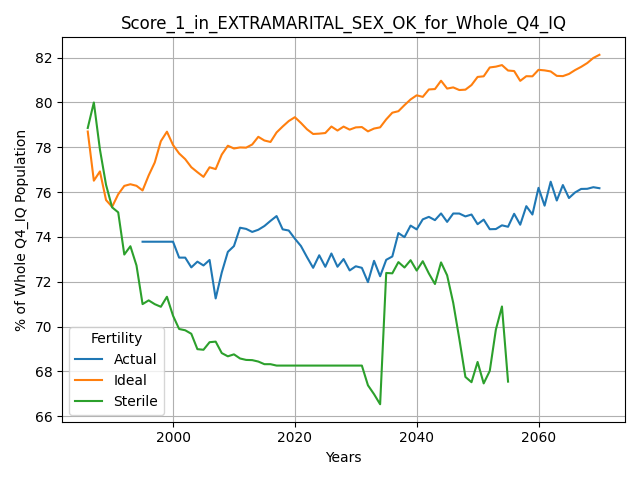 Score_1_in_EXTRAMARITAL_SEX_OK_for_Whole_Q4_IQ
% of Whole Q4_IQ Population
82
80
78
76
74
72
70
68
66
Fertility
Actual
Ideal
Sterile
2000 2020 2040 2060
Years